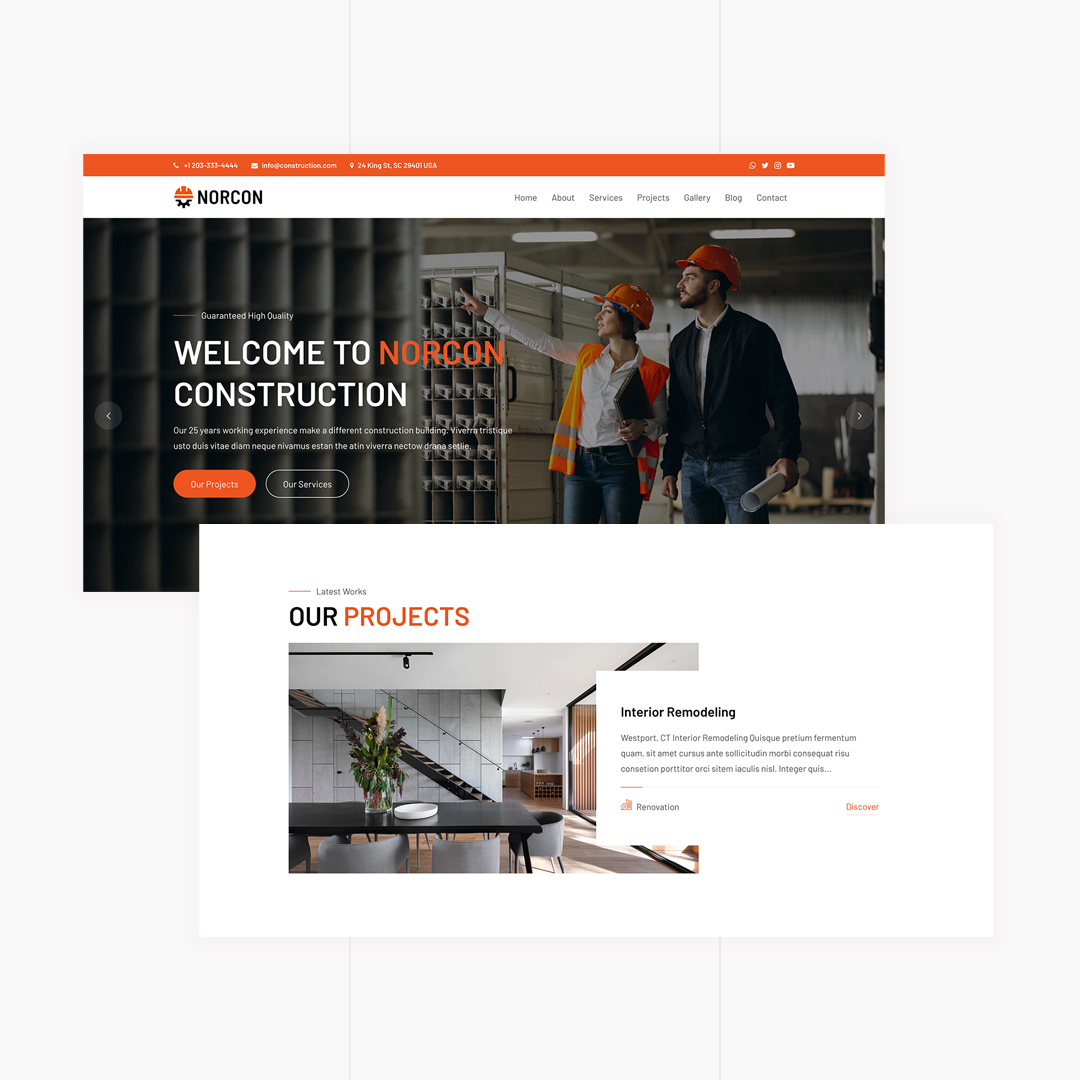 +1 203-333-4444 info@construction.com 24 King St, SC 29401 USA
NORCON
Home About Services Projects Gallery Blog Contact
Guaranteed High Quality
WELCOME TO NORCON
CONSTRUCTION
Our 25 years working experience make a different construction building. Viverra tristique
usto duis vitae diam neque nivamus estan the atin viverra nectow drana setlie.
Our Projects Our Services
Latest Works
OUR PROJECTS
Interior Remodeling
Westport, CT Interior Remodeling Quisque pretium fermentum
quam, sit amet cursus ante sollicitudin morbi consequat risu
consetion porttitor orci sitem iaculis nisl. Integer quis...
Renovation Discover